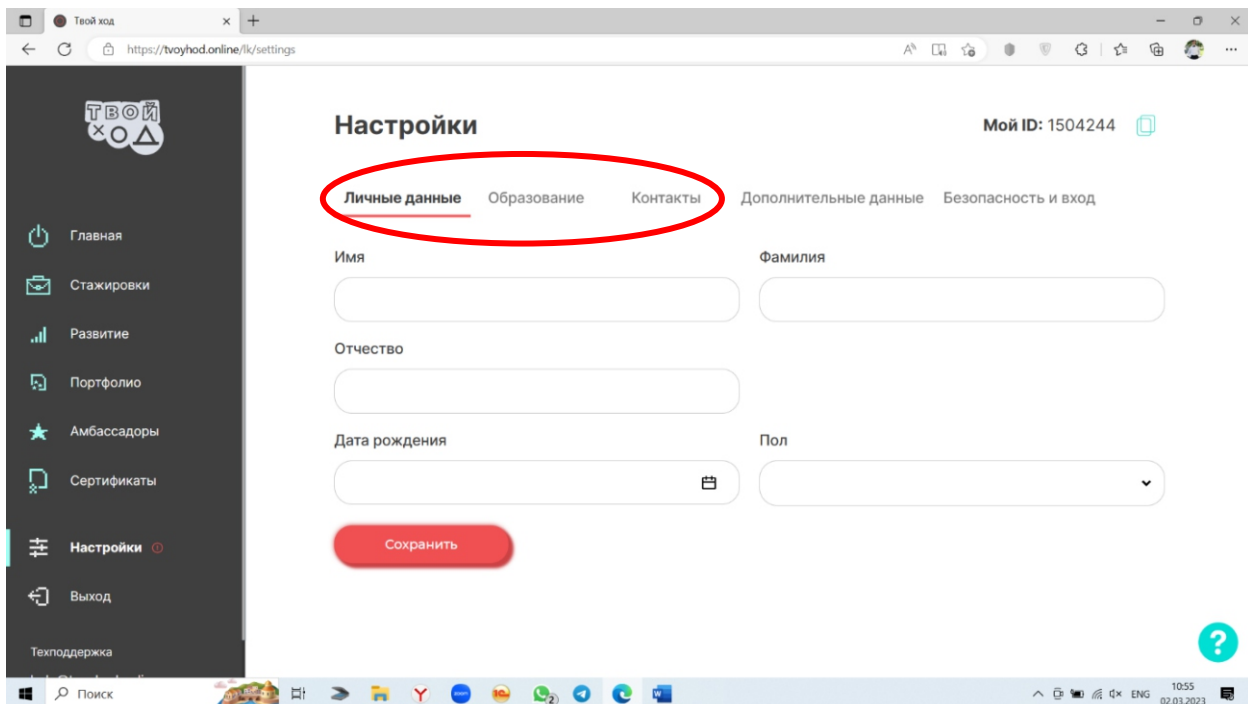 Твой ход
https://tvoyhod.online/lk/settings
ТВОЙ
ХОД
Настройки
Мой ID: 1504244
Личные данные Образование Контакты Дополнительные данные Безопасность и вход
Главная
Стажировки
Развитие
Портфолио
Амбассадоры
Сертификаты
Настройки
Выход
Техподдержка
Имя Фамилия
Отчество
Дата рождения Пол
Сохранить
?
Поиск
ENG
10:55
02.03.2023